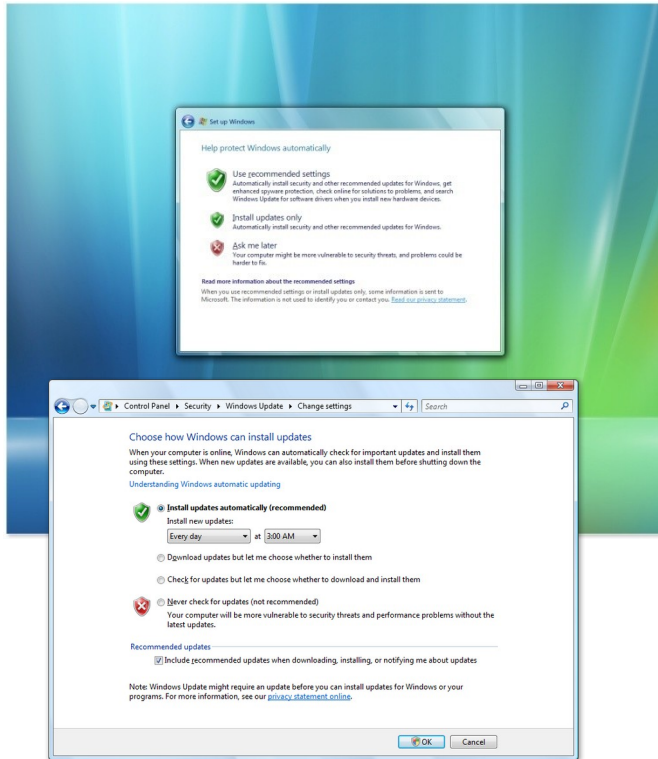 Set up Windows
Help protect Windows automatically
Use recommended settings
Automatically install security and other recommended updates for Windows, get
enhanced spyware protection, check online for solutions to problems, and search
Windows Update for software drivers when you install new hardware devices.
Install updates only
Automatically install security and other recommended updates for Windows.
Ask me later
Your computer might be more vulnerable to security threats, and problems could be
harder to fix.
Read more information about the recommended settings
When you use recommended settings or install updates only, some information is sent to
Microsoft. The information is not used to identify you or contact you. Read our privacy statement.
Control Panel Security Windows Update Change settings Search
Choose how Windows can install updates
When your computer is online, Windows can automatically check for important updates and install them
using these settings. When new updates are available, you can also install them before shutting down the
computer.
Understanding Windows automatic updating
Install updates automatically (recommended)
Install new updates:
Every day at 3:00 AM
Download updates but let me choose whether to install them
Check for updates but let me choose whether to download and install them
Never check for updates (not recommended)
Your computer will be more vulnerable to security threats and performance problems without the
latest updates.
Recommended updates
Include recommended updates when downloading, installing, or notifying me about updates
Note: Windows Update might require an update before you can install updates for Windows or your
programs. For more information, see our privacy statement online.
OK Cancel